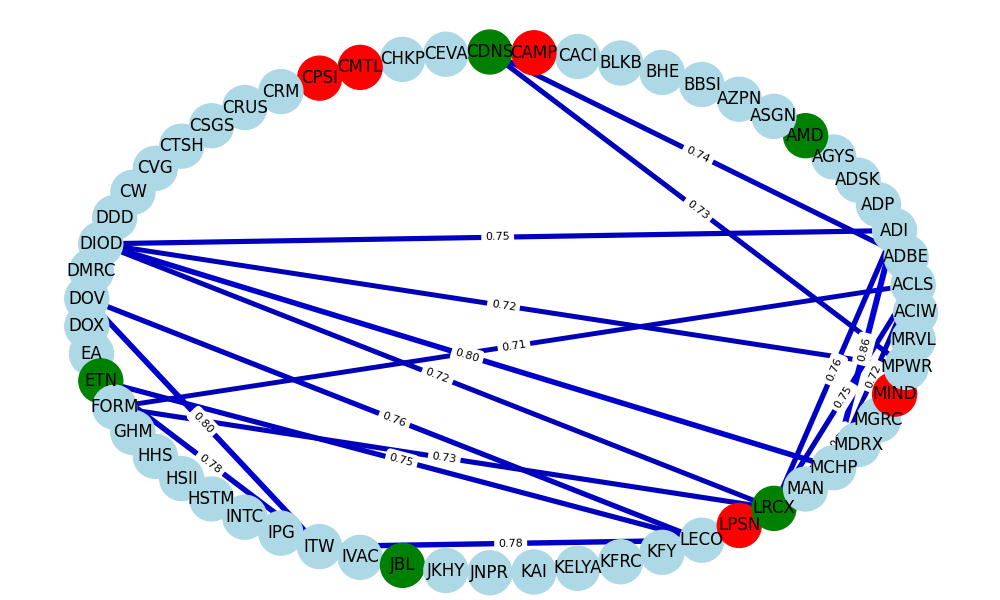 CHKP
CEVA
CDNS
CAMP
CACI
BLKB
BHE
BBSI
AZPN
ASGN
AMD
AGYS
ADSK
ADP
ADI
ADBE
ACLS
ACIW
MRVL
MPWR
MIND
MGRC
MDRX
MCHP
MAN
LRCX
LPSN
LECO
KFY
KFRC
KELYA
KAI
JNPR
JKHY
JBL
IVAC
ITW
IPG
INTC
HSTM
HSII
HHS
GHM
FORM
ETN
EA
DOX
DOV
DMRC
DIOD
DDD
CW
CVG
CTSH
CSGS
CRUS
CRM
CPSI
CMTL
0.74
0.73
0.75
0.72
0.71
0.80
0.72
0.76
0.86
0.72
0.75
0.76
0.80
0.75
0.73
0.78
0.78